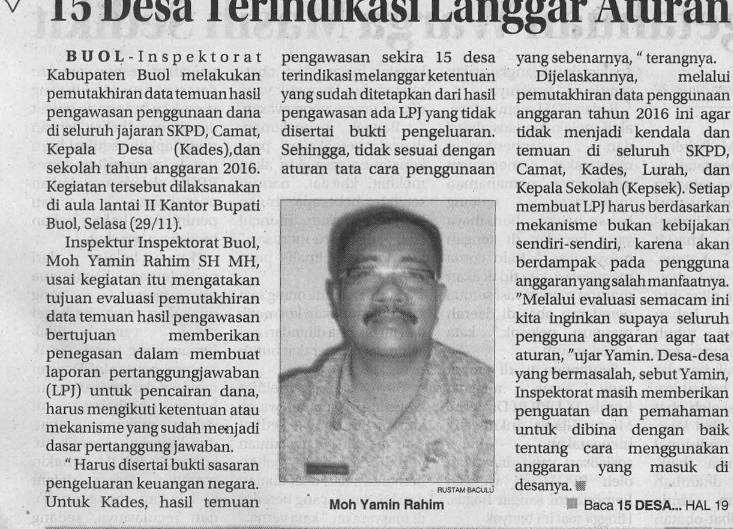 15 Desa Terindikasi Langgar Aturan
BUOL-Inspektorat
Kabupaten Buol melakukan
pemutakhiran data temuan hasil
pengawasan penggunaan dana
di seluruh jajaran SKPD, Camat,
Kepala Desa (Kades),dan
sekolah tahun anggaran 2016.
Kegiatan tersebut dilaksanakan
di aula lantai II Kantor Bupati
Buol, Selasa (29/11).
Inspektur Inspektorat Buol,
Moh Yamin Rahim SH MH,
usai kegiatan itu mengatakan
tujuan evaluasi pemutakhiran
data temuan hasil pengawasan
bertujuan memberikan
penegasan dalam membuat
laporan pertanggungjawaban
(LPJ) untuk pencairan dana,
harus mengikuti ketentuan atau
mekanisme yang sudah menjadi
dasar pertanggung jawaban.
“ Harus disertai bukti sasaran
pengeluaran keuangan negara.
Untuk Kades, hasil temuan
pengawasan sekira 15 desa
terindikasi melanggar ketentuan
yang sudah ditetapkan dari hasil
pengawasan ada LPJ yang tidak
disertai bukti pengeluaran.
Sehingga, tidak sesuai dengan
aturan tata cara penggunaan
RUSTAM BACULU
Moh Yamin Rahim
yang sebenarnya, “ terangnya.
Dijelaskannya, melalui
pemutakhiran data penggunaan
anggaran tahun 2016 ini agar
tidak menjadi kendala dan
temuan di seluruh SKPD,
Camat, Kades, Lurah, dan
Kepala Sekolah (Kepsek). Setiap
membuat LPJ harus berdasarkan
mekanisme bukan kebijakan
sendiri-sendiri, karena akan
berdampak pada pengguna
anggaran yang salah manfaatnya.
”Melalui evaluasi semacam ini
kita inginkan supaya seluruh
pengguna anggaran agar taat
aturan, ”ujar Yamin. Desa-desa
yang bermasalah, sebut Yamin,
Inspektorat masih memberikan
penguatan dan pemahaman
untuk dibina dengan baik
tentang cara menggunakan
anggaran yang masuk di
desanya.
Baca 15 DESA... HAL 19